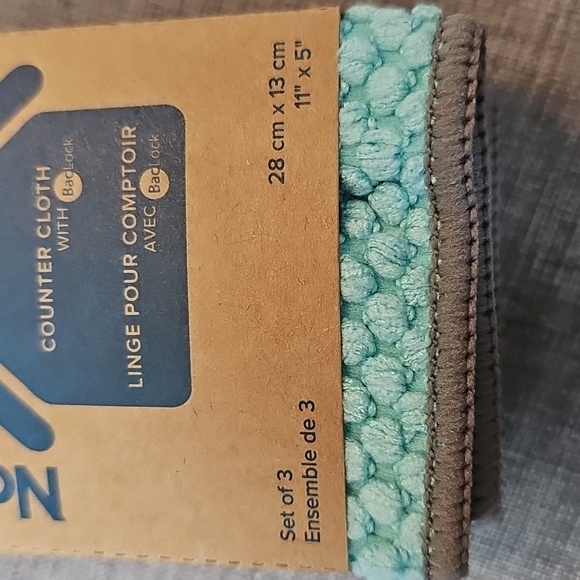 COUNTER CLOTH
WITH BacLock
LINGE POUR COMPTOIR
AVEC BacLock
28 cm x 13 cm
11" x 5"
Set of 3
Ensemble de 3